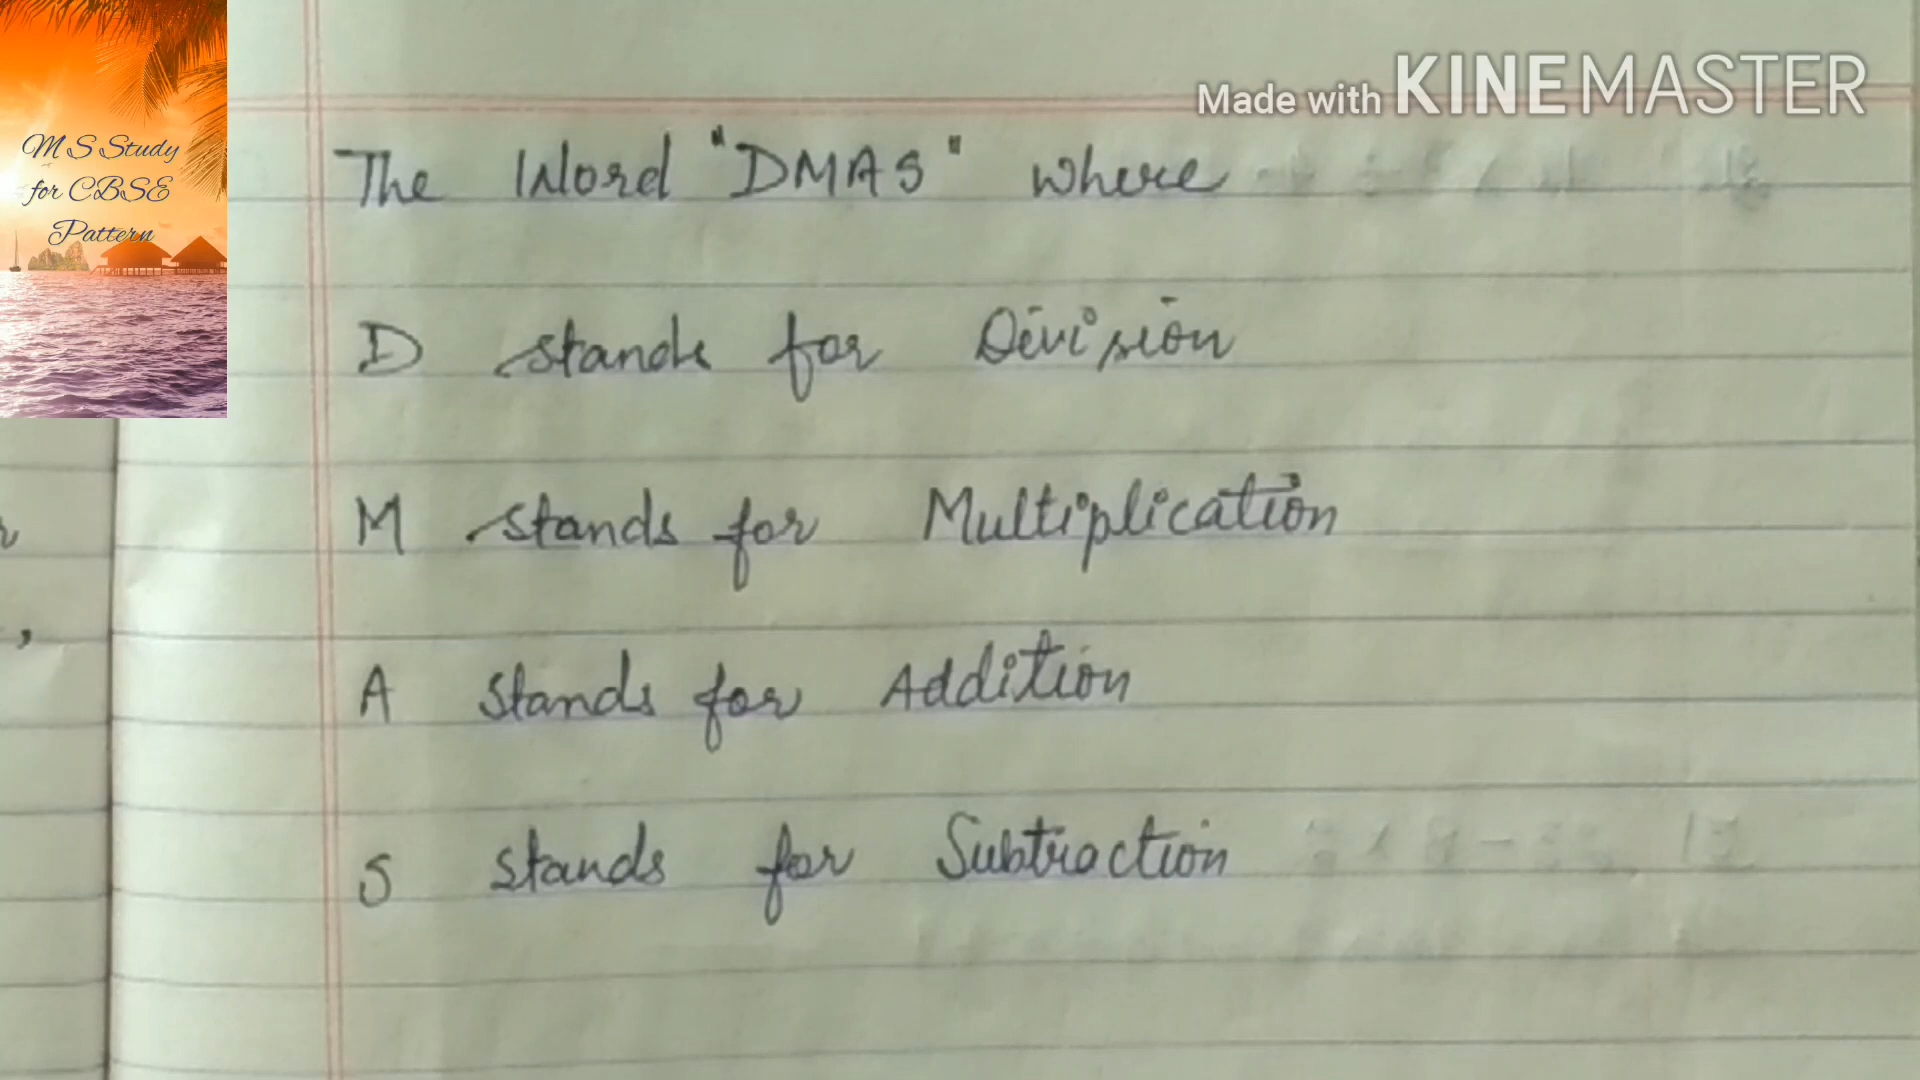 Made with KINEMASTER
M S Study
for CBSE
Pattern
The Word "DMAS" where
D stands for Division
M stands for Multiplication
A stands for Addition
S stands for Subtraction